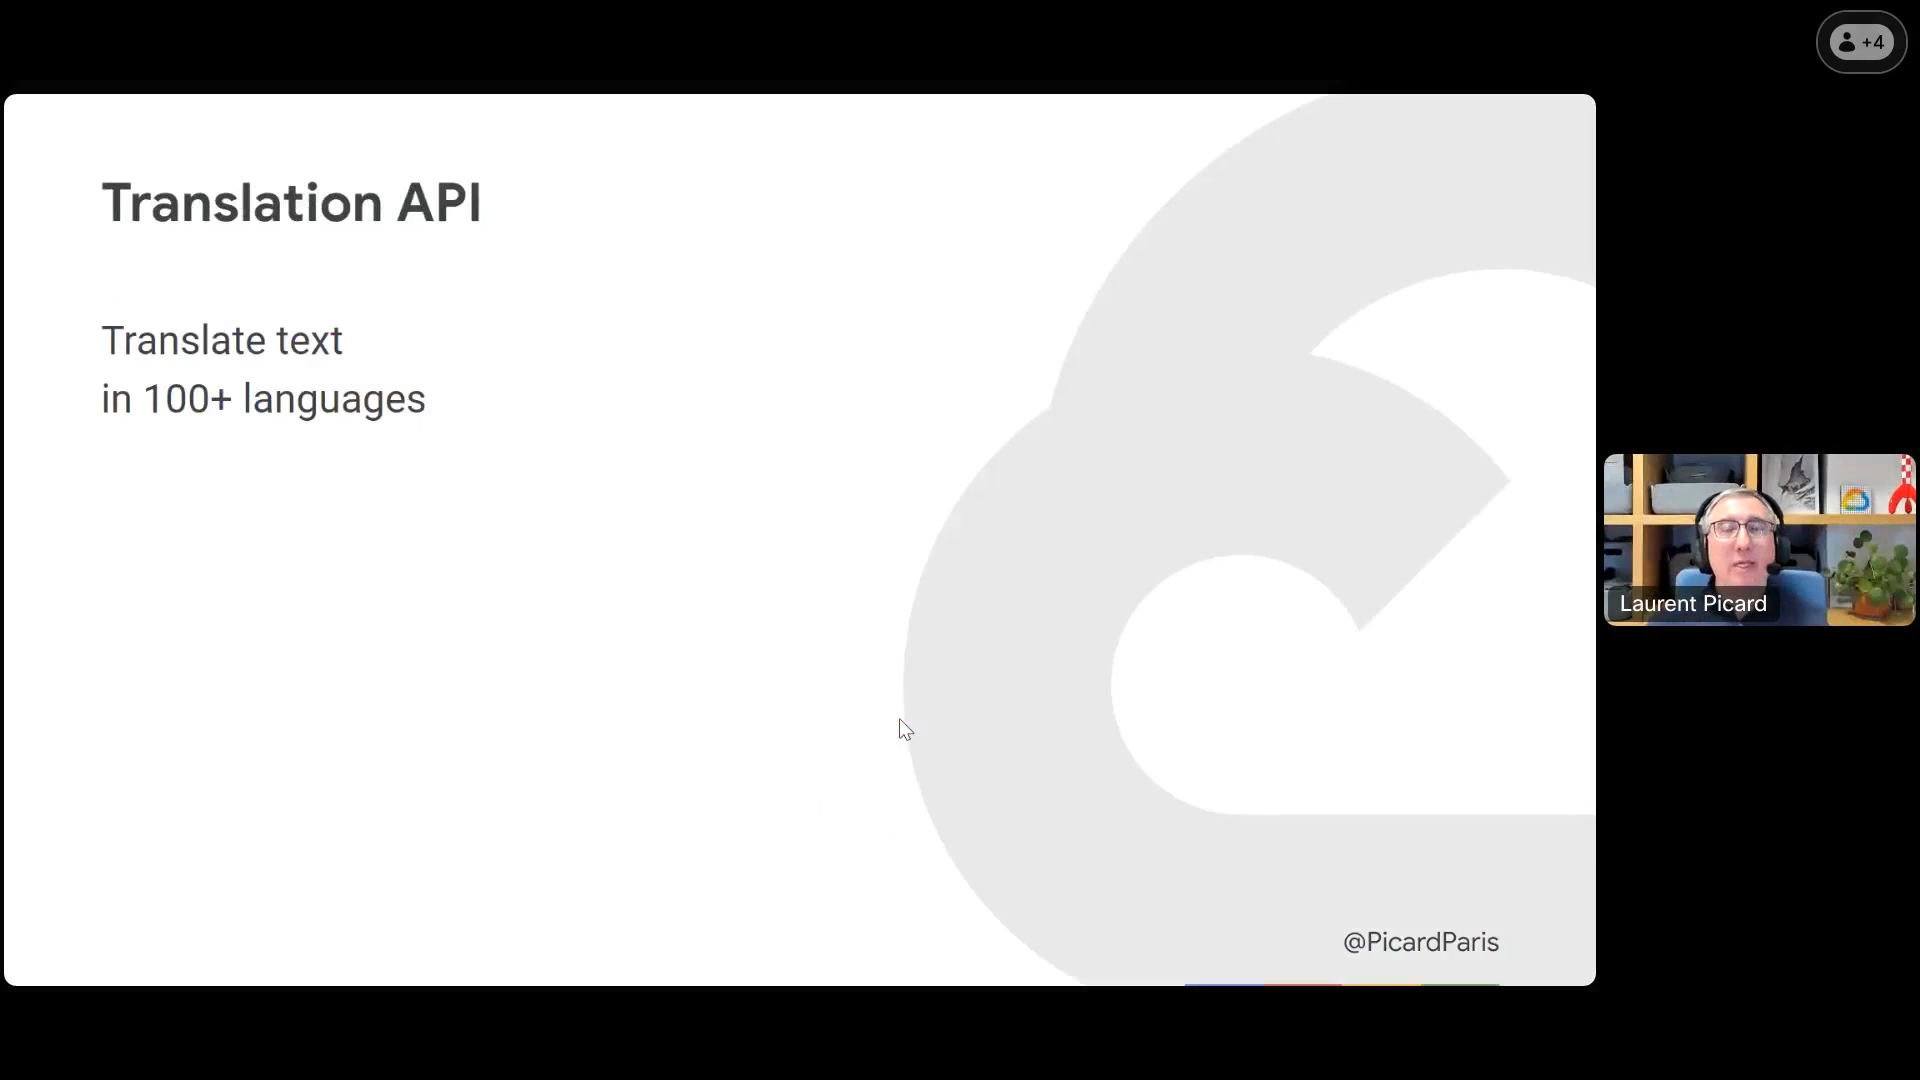 +4
Translation API
Translate text
in 100+ languages
Laurent Picard
@PicardParis